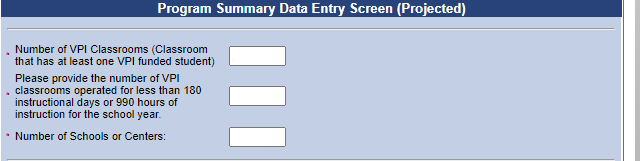 Program Summary Data Entry Screen (Projected)
* Number of VPI Classrooms (Classroom
that has at least one VPI funded student)
Please provide the number of VPI
* classrooms operated for less than 180
instructional days or 990 hours of
instruction for the school year.
* Number of Schools or Centers: